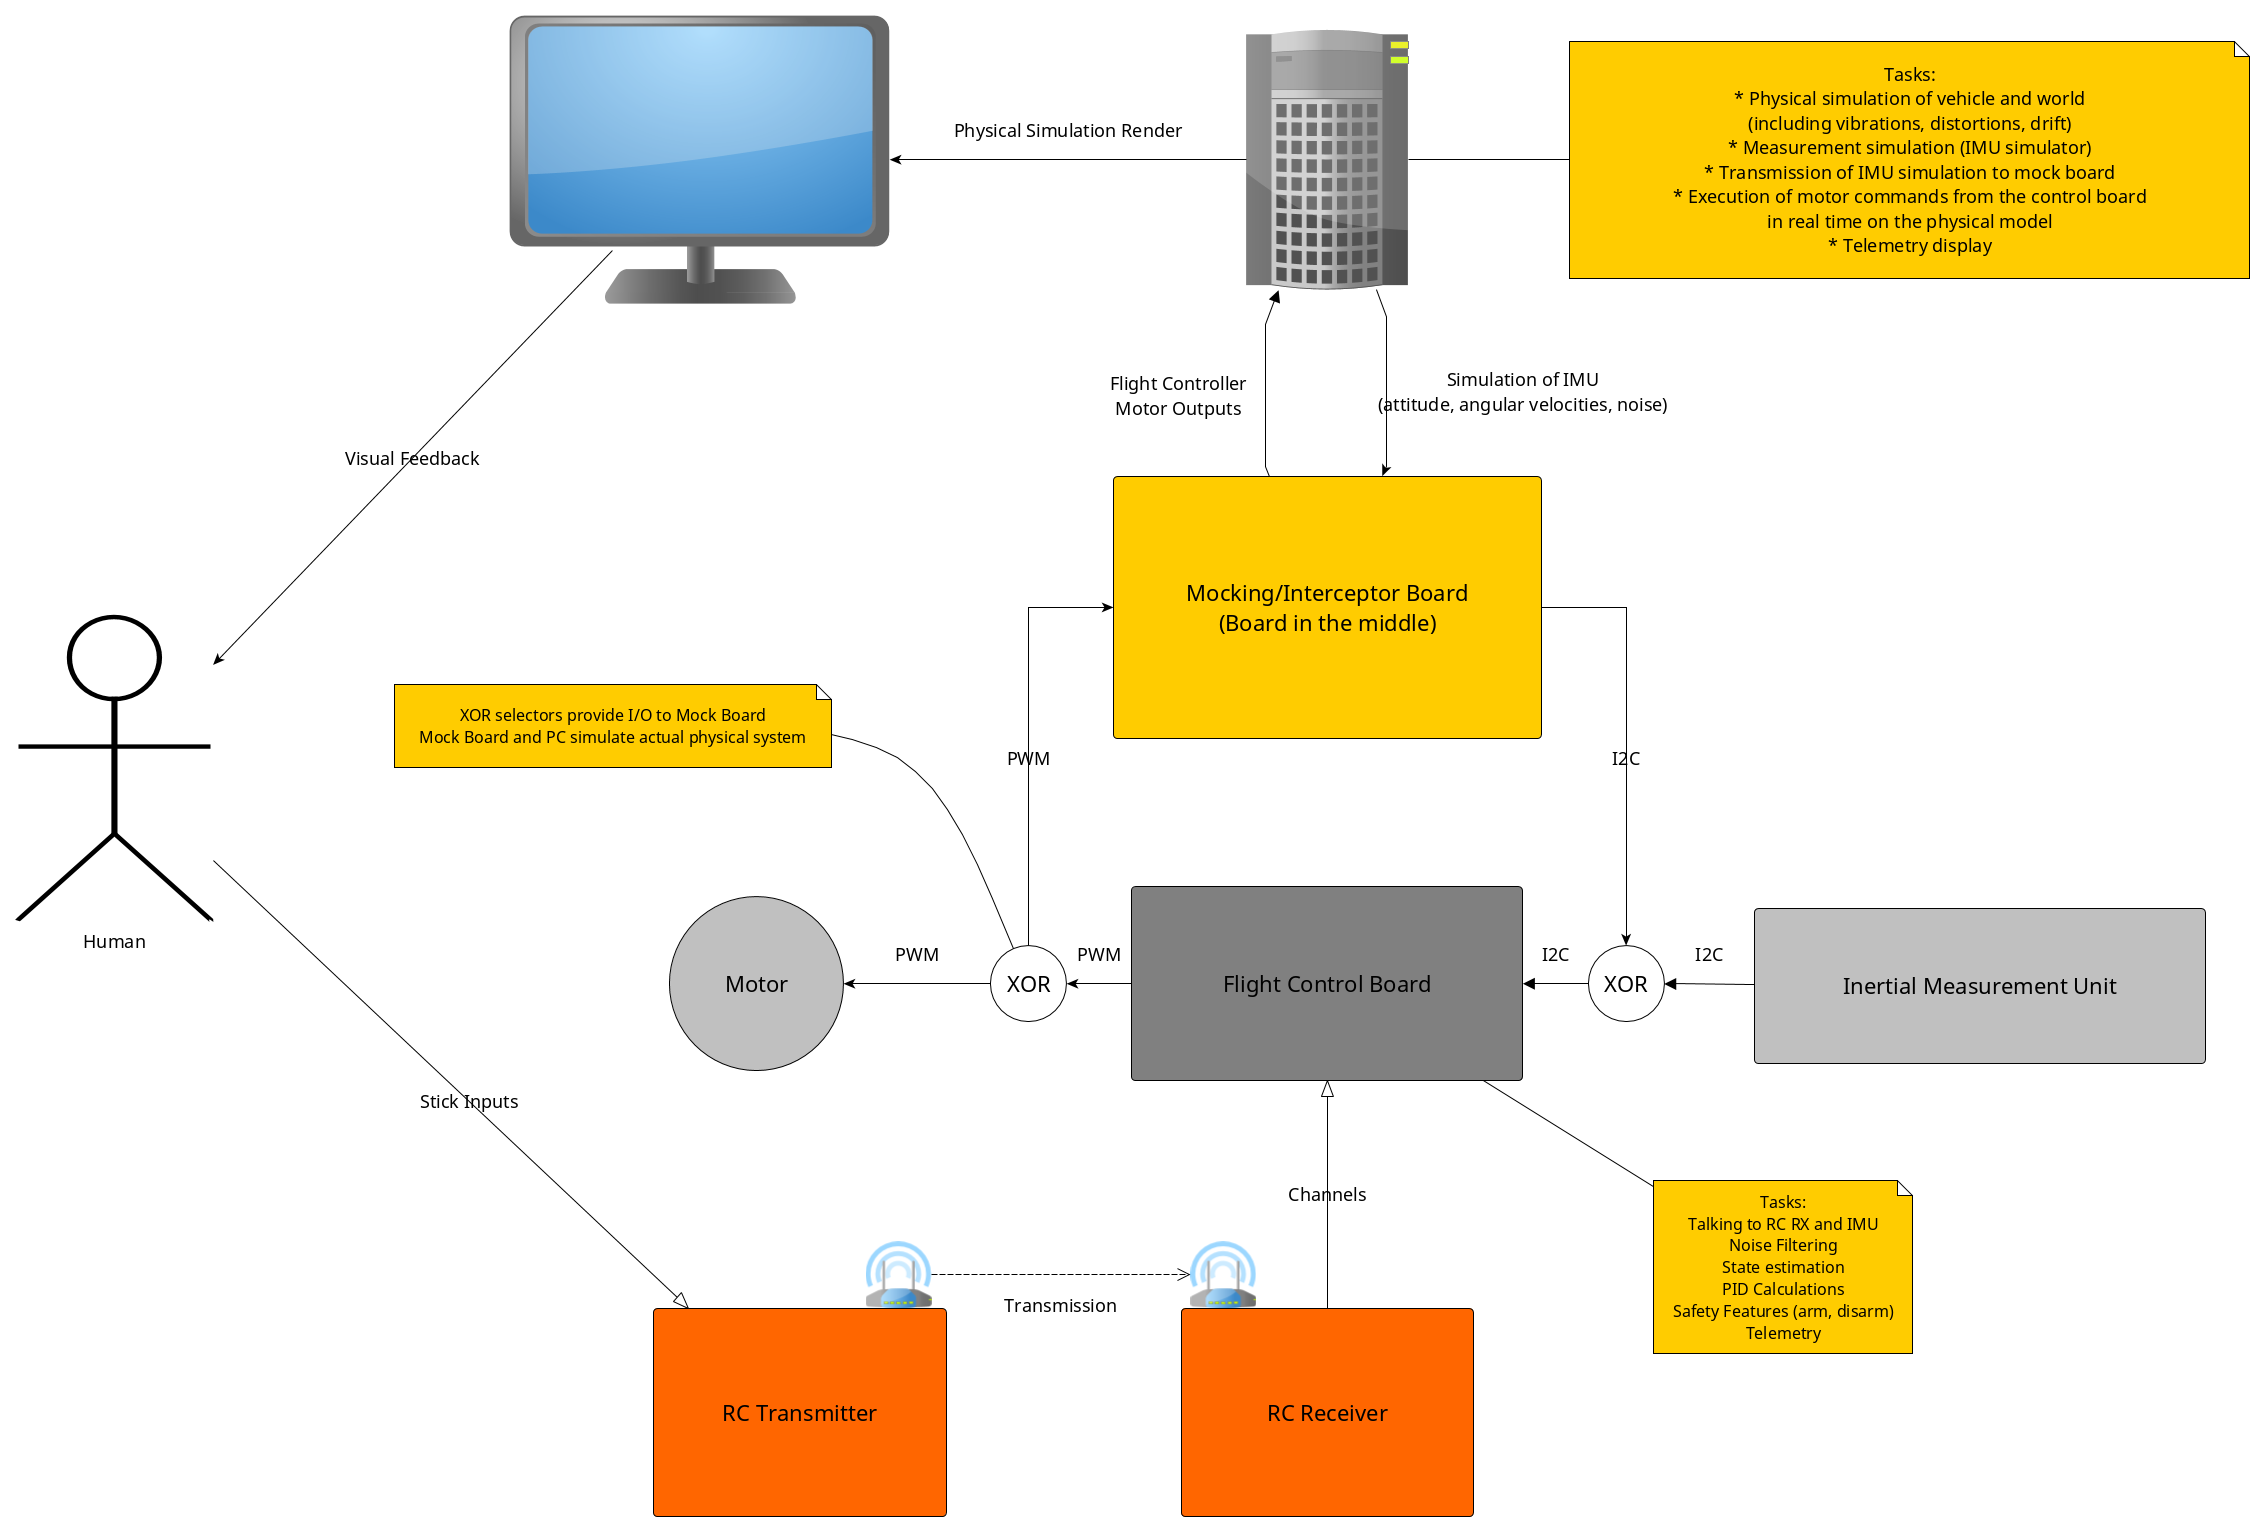 Physical Simulation Render
Tasks:
* Physical simulation of vehicle and world
(including vibrations, distortions, drift)
* Measurement simulation (IMU simulator)
* Transmission of IMU simulation to mock board
* Execution of motor commands from the control board
in real time on the physical model
* Telemetry display
Flight Controller
Motor Outputs
Simulation of IMU
(attitude, angular velocities, noise)
Visual Feedback
Mocking/Interceptor Board
(Board in the middle)
XOR selectors provide I/O to Mock Board
Mock Board and PC simulate actual physical system
PWM
I2C
Human
Motor
PWM
XOR
PWM
Flight Control Board
I2C
XOR
I2C
Inertial Measurement Unit
Stick Inputs
Channels
Tasks:
Talking to RC RX and IMU
Noise Filtering
State estimation
PID Calculations
Safety Features (arm, disarm)
Telemetry
Transmission
RC Transmitter
RC Receiver